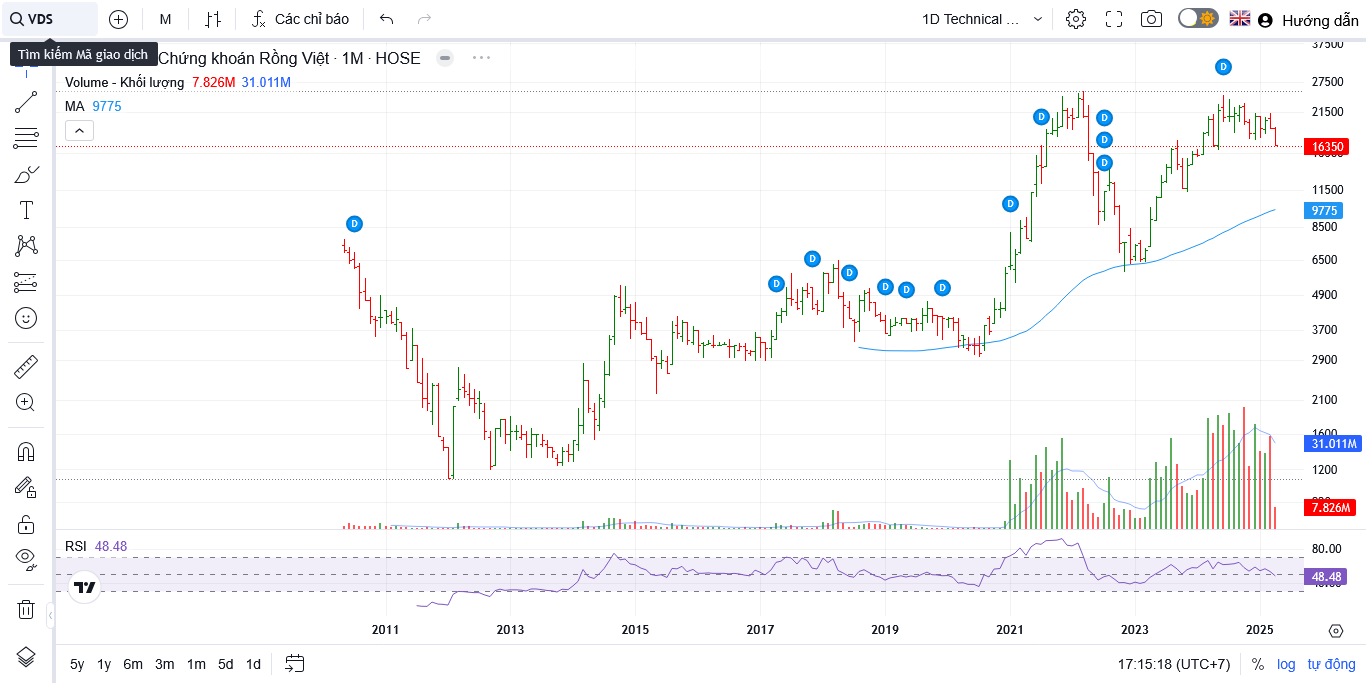 VDS
M
Các chỉ báo
1D Technical ...
Hướng dẫn
Tìm kiếm Mã giao dịch
Chứng khoán Rồng Việt · 1M · HOSE
Volume - Khối lượng 7.826M 31.011M
MA 9775
D
D
D
D
D
D
D
D
D
D
D
D
D
37500
27500
21500
16350
11500
9775
8500
6500
4900
3700
2900
2100
1600
31.011M
1200
7.826M
RSI 48.48
80.00
48.48
2011 2013 2015 2017 2019 2021 2023 2025
5y 1y 6m 3m 1m 5d 1d
17:15:18 (UTC+7) % log tự động